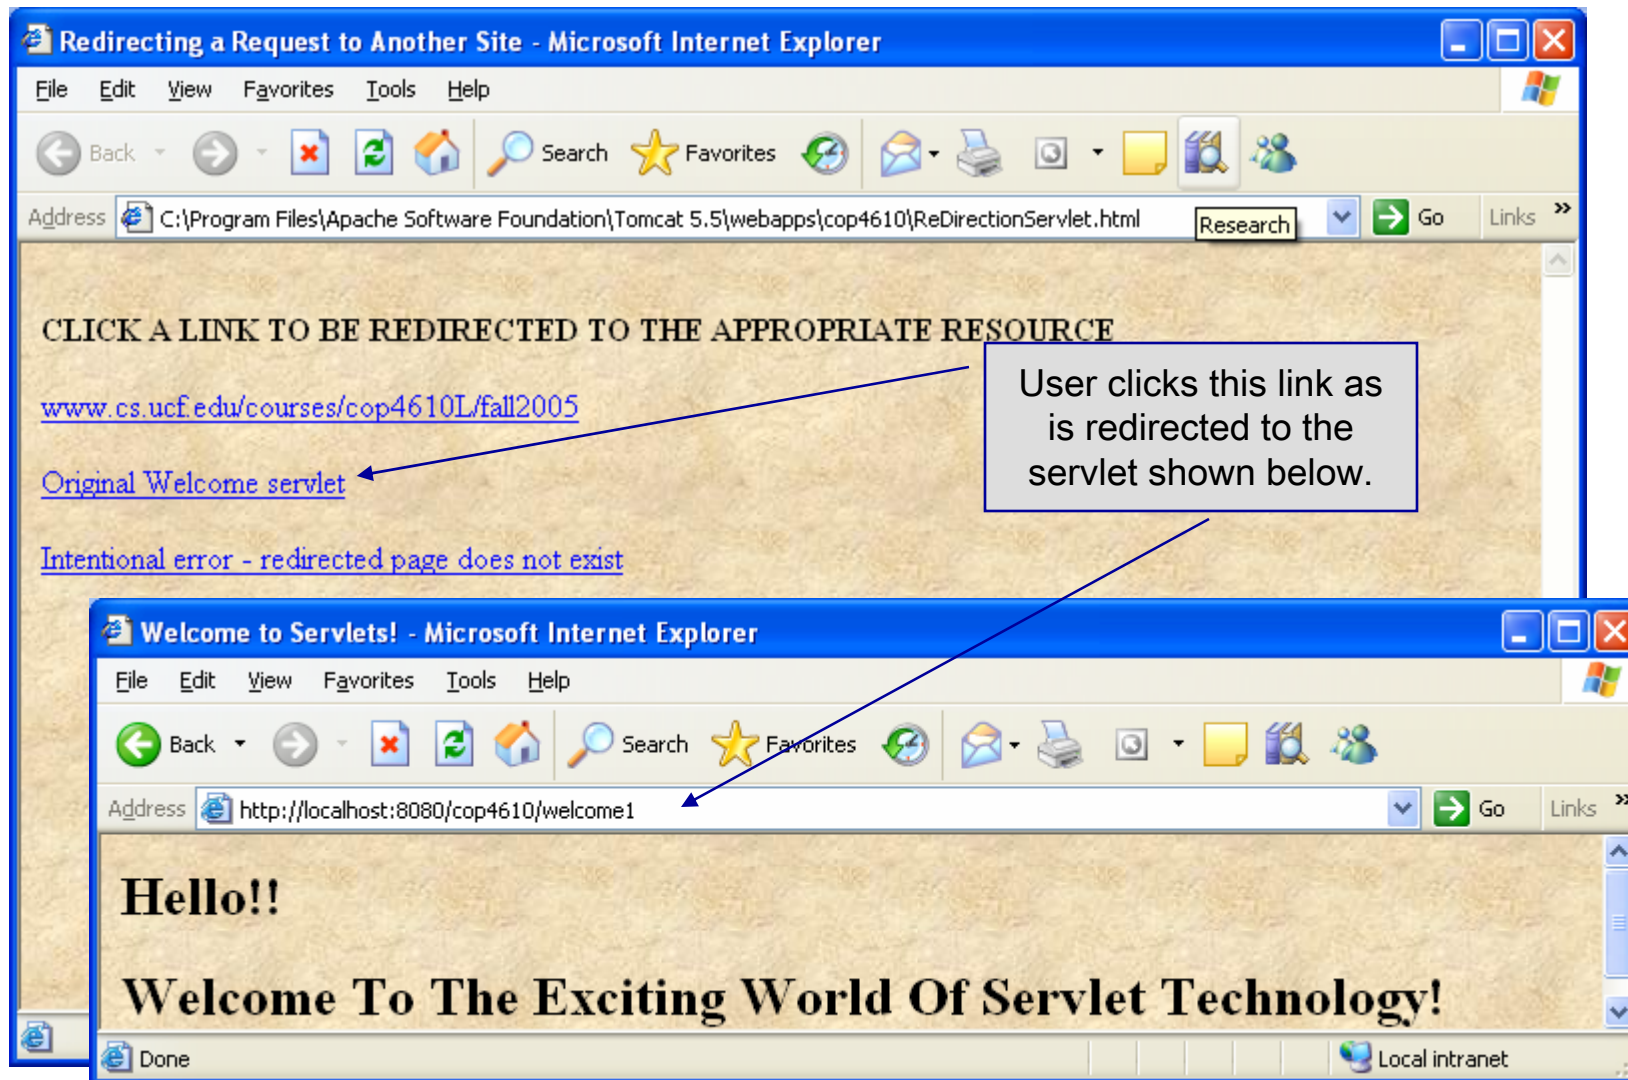 Redirecting a Request to Another Site - Microsoft Internet Explorer
File Edit View Favorites Tools Help
Back Search Favorites
Address C:\Program Files\Apache Software Foundation\Tomcat 5.5\webapps\cop4610\ReDirectionServlet.html Research Go Links »
CLICK A LINK TO BE REDIRECTED TO THE APPROPRIATE RESOURCE
www.cs.ucf.edu/courses/cop4610L/fall2005
Original Welcome servlet
Intentional error - redirected page does not exist
User clicks this link as
is redirected to the
servlet shown below.
Welcome to Servlets! - Microsoft Internet Explorer
File Edit View Favorites Tools Help
Back Search Favorites
Address http://localhost:8080/cop4610/welcome1 Go Links »
Hello!!
Welcome To The Exciting World Of Servlet Technology!
Done Local intranet